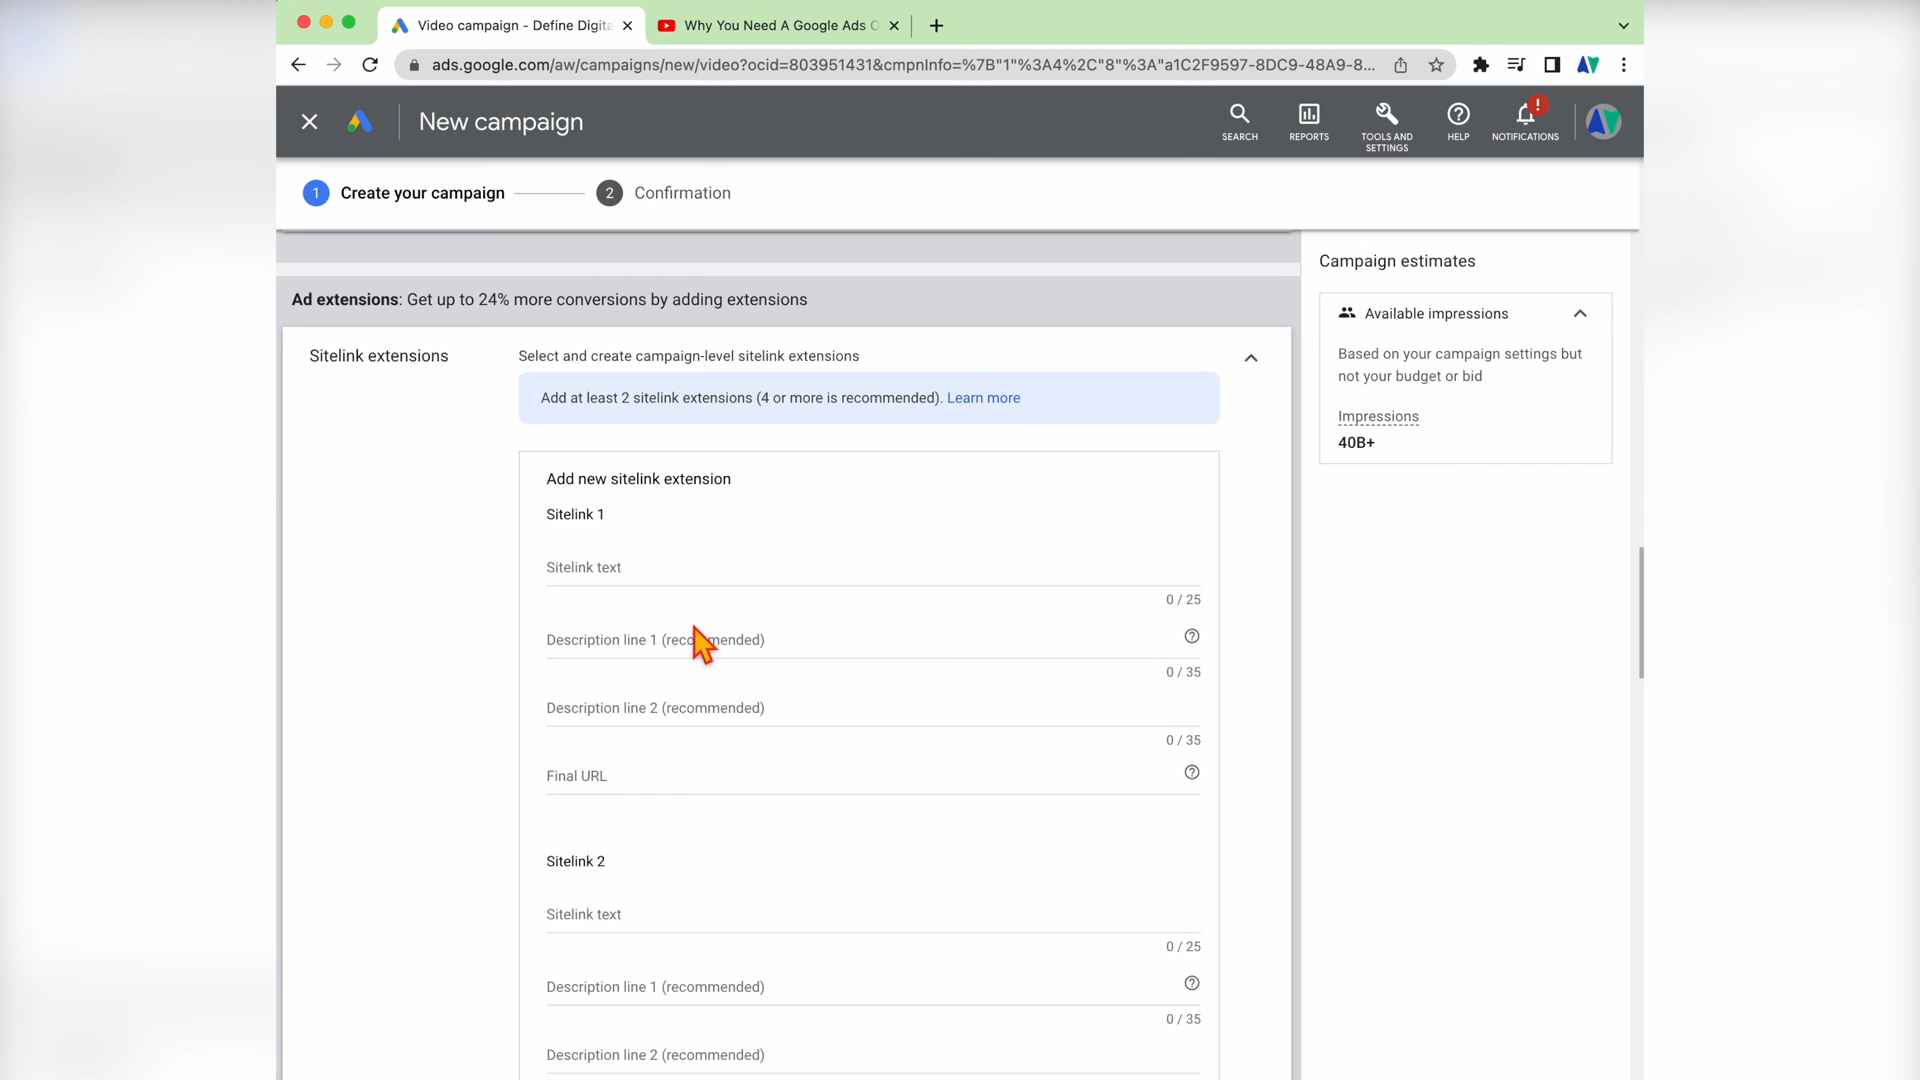 Video campaign - Define Digita
Why You Need A Google Ads C
ads.google.com/aw/campaigns/new/video?ocid=803951431&cmpnInfo=%7B"1"%3A4%2C"8"%3A"a1C2F9597-8DC9-48A9-8...
New campaign
SEARCH
REPORTS
TOOLS AND
SETTINGS
HELP
!
NOTIFICATIONS
1 Create your campaign
2 Confirmation
Ad extensions: Get up to 24% more conversions by adding extensions
Sitelink extensions
Select and create campaign-level sitelink extensions
Add at least 2 sitelink extensions (4 or more is recommended). Learn more
Add new sitelink extension
Sitelink 1
Sitelink text
0 / 25
Description line 1 (recommended)
0 / 35
Description line 2 (recommended)
0 / 35
Final URL
Sitelink 2
Sitelink text
0 / 25
Description line 1 (recommended)
0 / 35
Description line 2 (recommended)
Campaign estimates
Available impressions
Based on your campaign settings but
not your budget or bid
Impressions
40B+